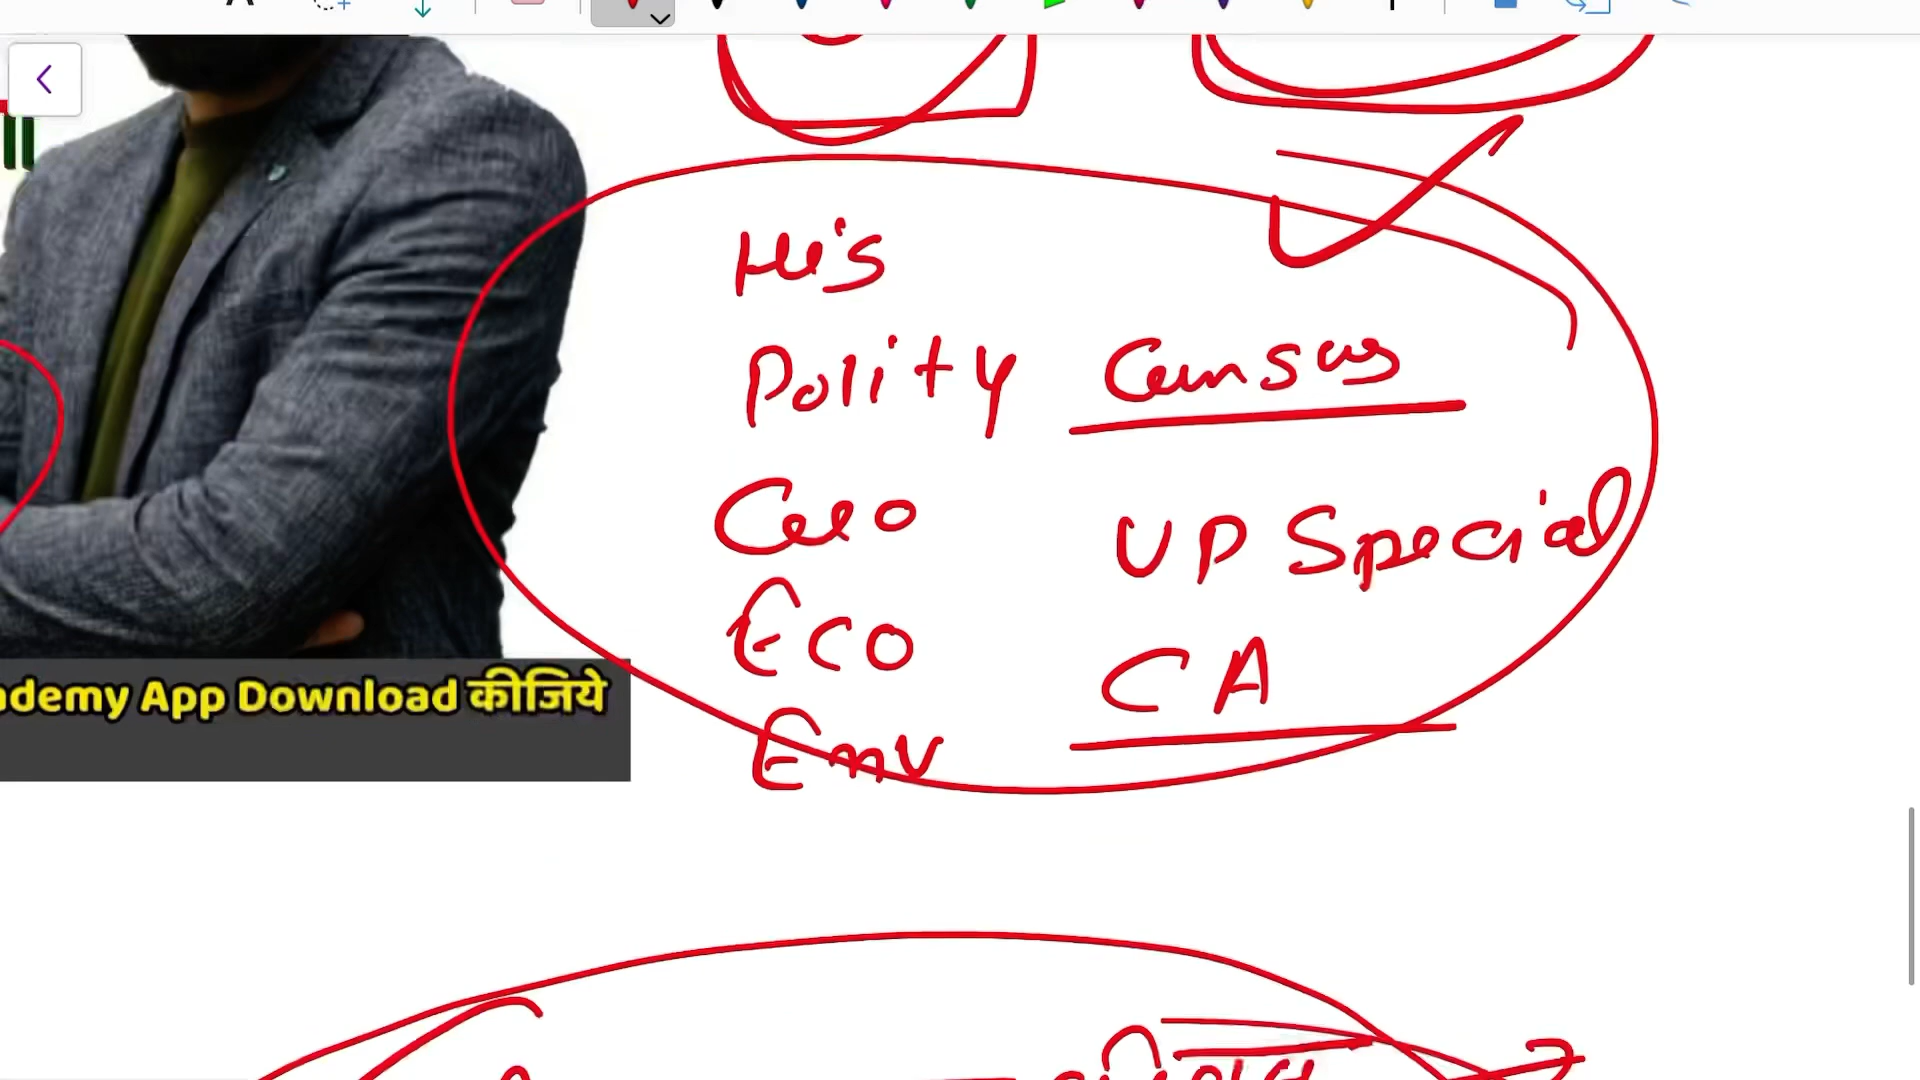 His
Polity Census
Geo UP Special
ECO
CA
Env
ademy App Download कीजिये